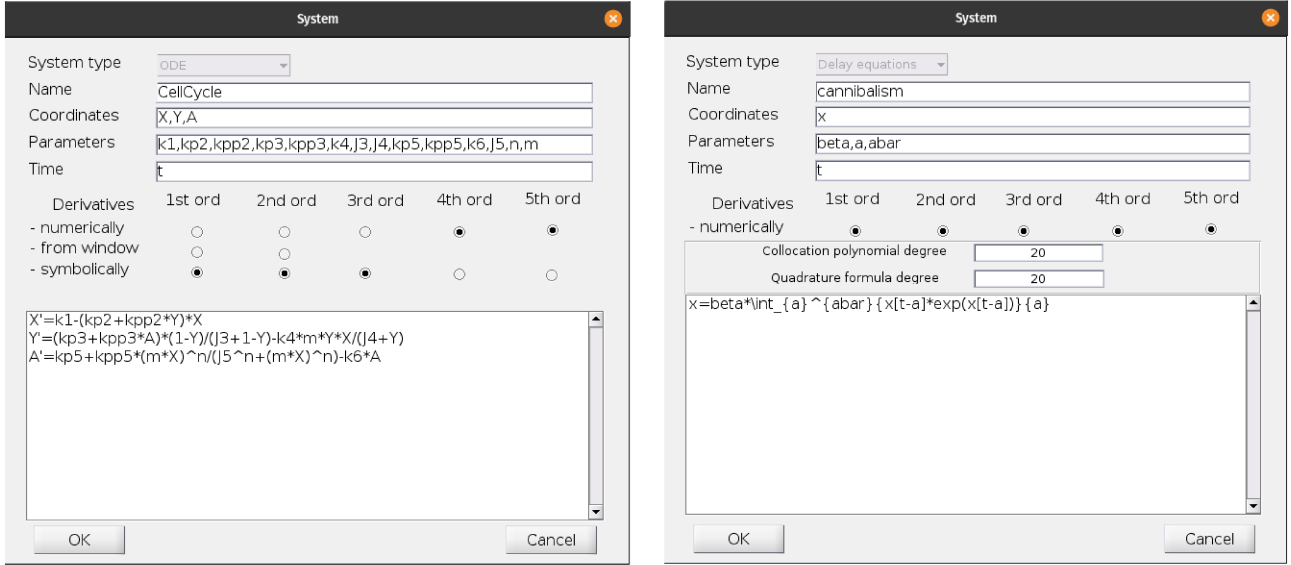 System
System type
ODE
Name
CellCycle
Coordinates
X,Y,A
Parameters
k1,kp2,kpp2,kp3,kpp3,k4,J3,J4,kp5,kpp5,k6,J5,n,m
Time
t
Derivatives 1st ord 2nd ord 3rd ord 4th ord 5th ord
- numerically
- from window
- symbolically
X'=k1-(kp2+kpp2*Y)*X
Y'=(kp3+kpp3*A)*(1-Y)/(J3+1-Y)-k4*m*Y*X/(J4+Y)
A'=kp5+kpp5*(m*X)^n/(J5^n+(m*X)^n)-k6*A
OK Cancel
System
System type
Delay equations
Name
cannibalism
Coordinates
x
Parameters
beta,a,abar
Time
t
Derivatives 1st ord 2nd ord 3rd ord 4th ord 5th ord
- numerically
Collocation polynomial degree 20
Quadrature formula degree 20
x=beta*\int_{a}^{abar}{x[t-a]*exp(x[t-a])}{a}
OK Cancel